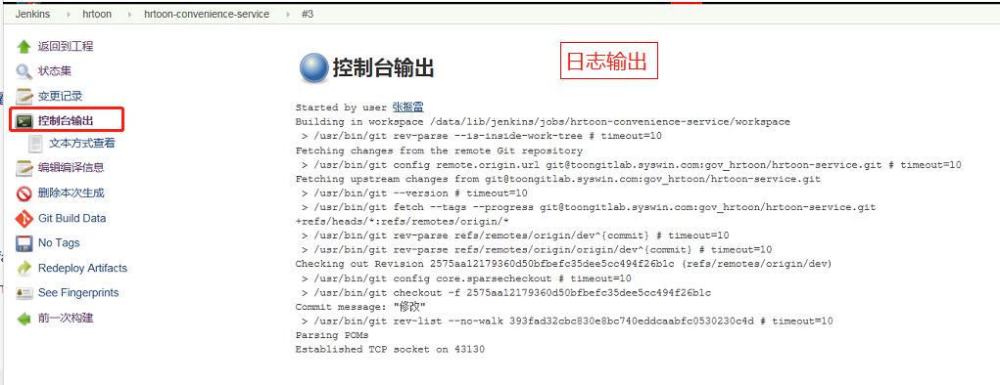 Jenkins hrtoon hrtoon-convenience-service #3
返回到工程
状态集
变更记录
控制台输出
文本方式查看
编辑编译信息
删除本次生成
Git Build Data
No Tags
Redeploy Artifacts
See Fingerprints
前一次构建
控制台输出
日志输出
Started by user 张振雷
Building in workspace /data/lib/jenkins/jobs/hrtoon-convenience-service/workspace
> /usr/bin/git rev-parse --is-inside-work-tree # timeout=10
Fetching changes from the remote Git repository
> /usr/bin/git config remote.origin.url git@toongitlab.syswin.com:gov_hrtoon/hrtoon-service.git # timeout=10
Fetching upstream changes from git@toongitlab.syswin.com:gov_hrtoon/hrtoon-service.git
> /usr/bin/git --version # timeout=10
> /usr/bin/git fetch --tags --progress git@toongitlab.syswin.com:gov_hrtoon/hrtoon-service.git
+refs/heads/*:refs/remotes/origin/*
> /usr/bin/git rev-parse refs/remotes/origin/dev^{commit} # timeout=10
> /usr/bin/git rev-parse refs/remotes/origin/origin/dev^{commit} # timeout=10
Checking out Revision 2575aa12179360d50bfbefc35dee5cc494f26b1c (refs/remotes/origin/dev)
> /usr/bin/git config core.sparsecheckout # timeout=10
> /usr/bin/git checkout -f 2575aa12179360d50bfbefc35dee5cc494f26b1c
Commit message: "修改"
> /usr/bin/git rev-list --no-walk 393fad32cbc830e8bc740eddcaabfc0530230c4d # timeout=10
Parsing POMs
Established TCP socket on 43130